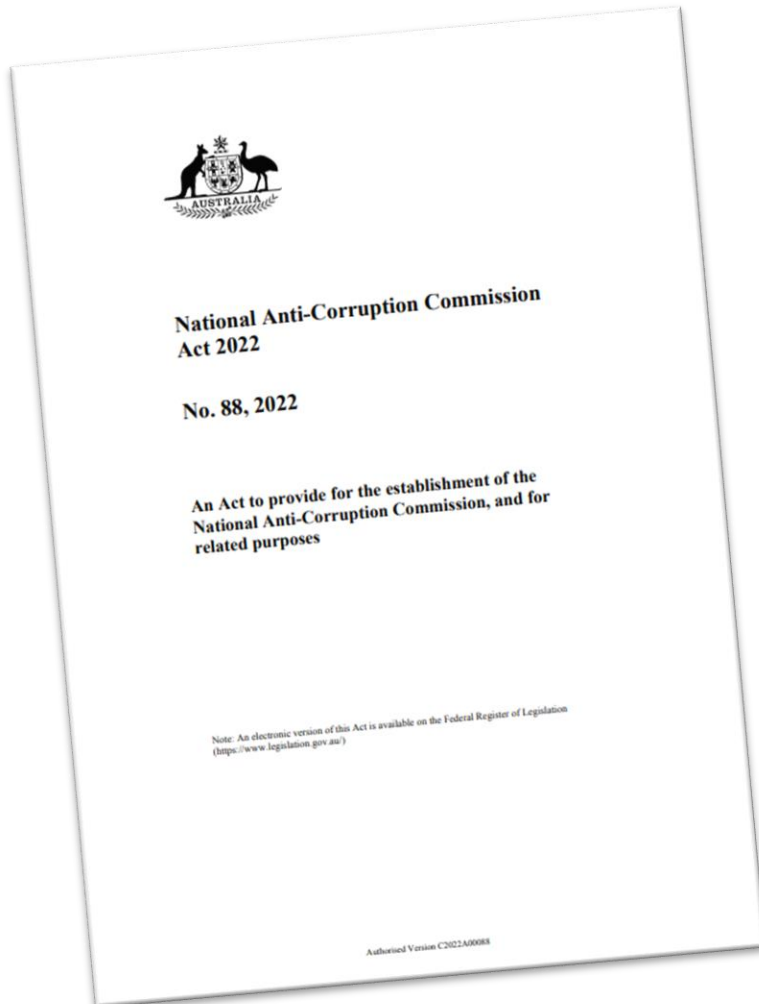 AUSTRALIA
National Anti-Corruption Commission
Act 2022
No. 88, 2022
An Act to provide for the establishment of the
National Anti-Corruption Commission, and for
related purposes
Note: An electronic version of this Act is available on the Federal Register of Legislation
(https://www.legislation.gov.au/)
Authorised Version C2022A00088